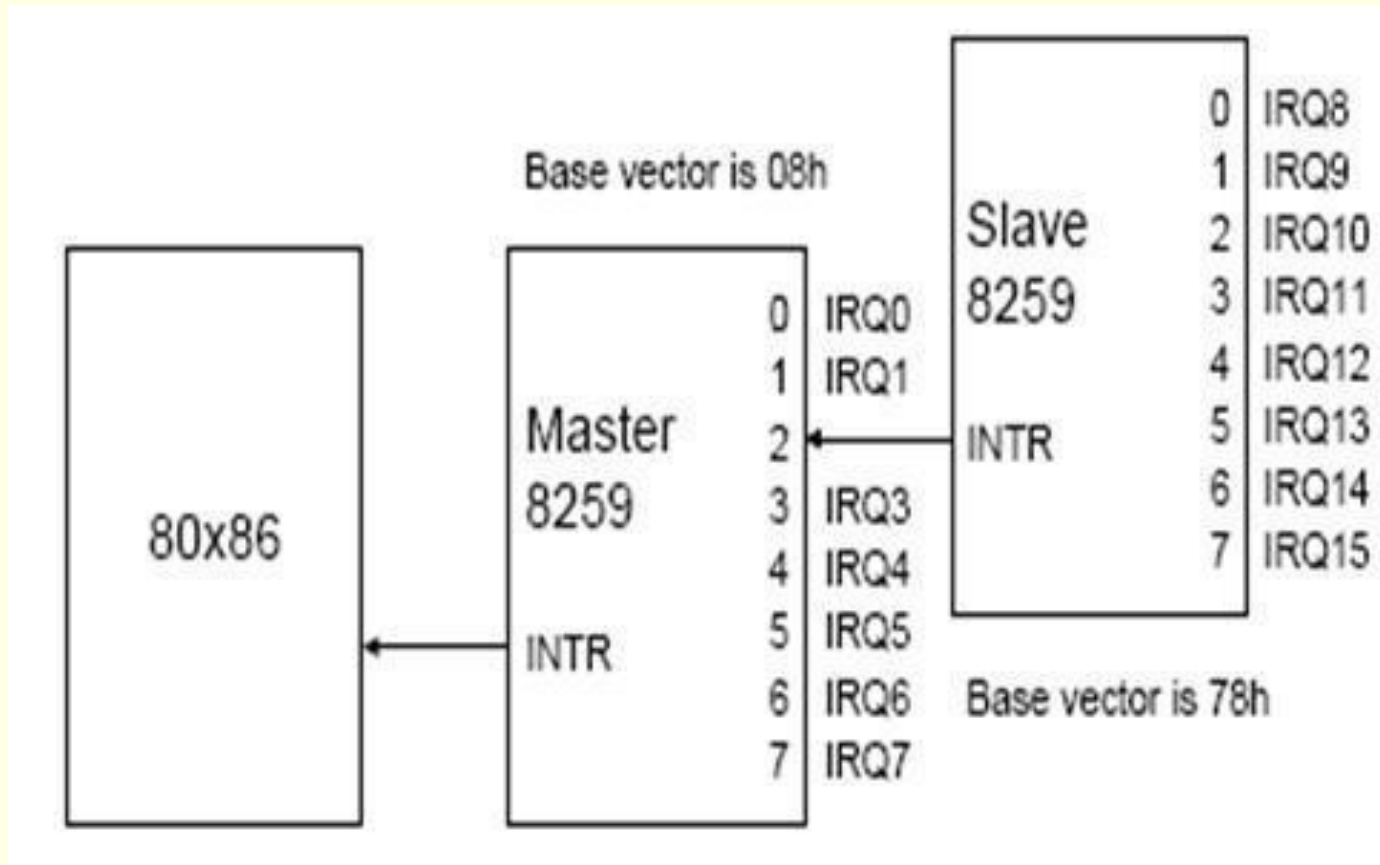 80x86
Base vector is 08h
Master
8259
INTR
0 IRQ0
1 IRQ1
2
3 IRQ3
4 IRQ4
5 IRQ5
6 IRQ6
7 IRQ7
Slave
8259
INTR
0 IRQ8
1 IRQ9
2 IRQ10
3 IRQ11
4 IRQ12
5 IRQ13
6 IRQ14
7 IRQ15
Base vector is 78h